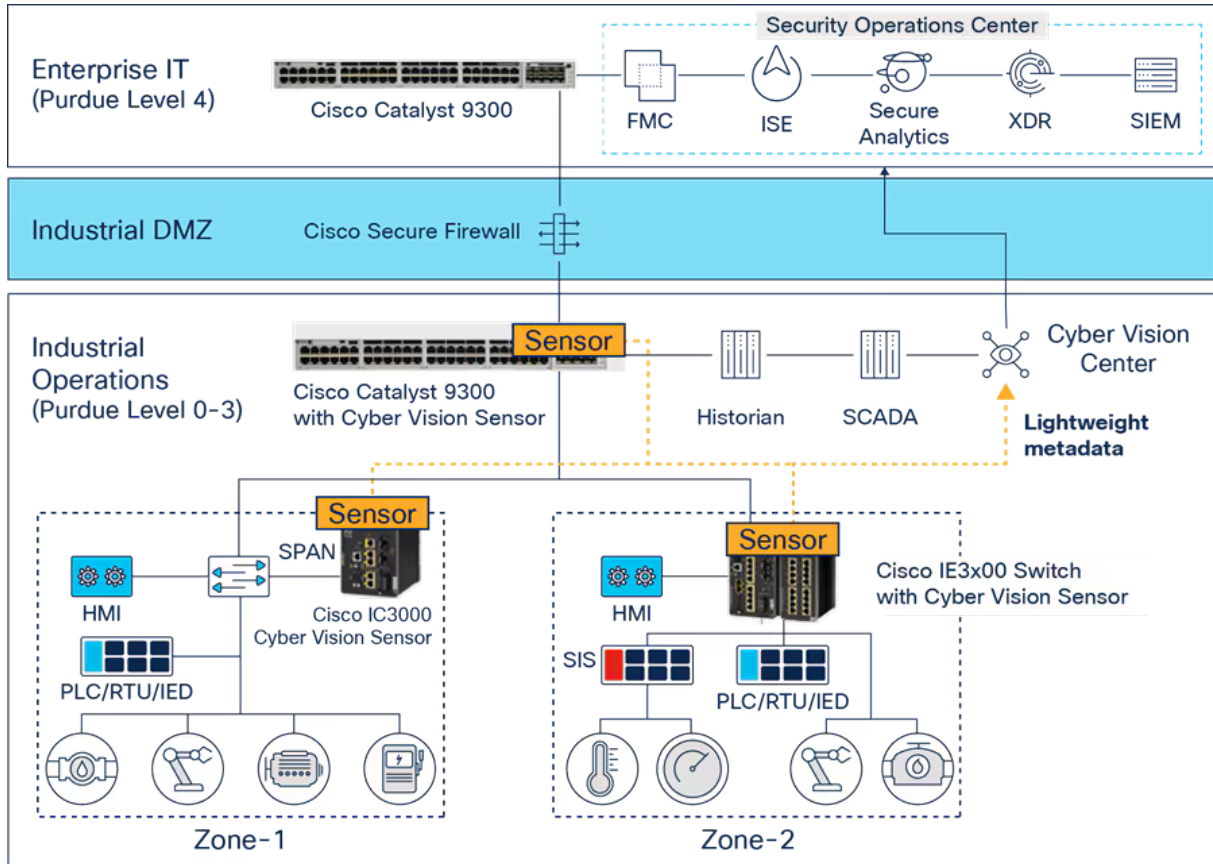 Security Operations Center
Enterprise IT
(Purdue Level 4)
Cisco Catalyst 9300
FMC
ISE
Secure
Analytics
XDR
SIEM
Industrial DMZ
Cisco Secure Firewall
Industrial
Operations
(Purdue Level 0-3)
Sensor
Cisco Catalyst 9300
with Cyber Vision Sensor
Historian
SCADA
Cyber Vision
Center
Lightweight
metadata
Sensor
SPAN
HMI
Cisco IC3000
Cyber Vision Sensor
PLC/RTU/IED
Zone-1
Sensor
HMI
Cisco IE3x00 Switch
with Cyber Vision Sensor
SIS
PLC/RTU/IED
Zone-2